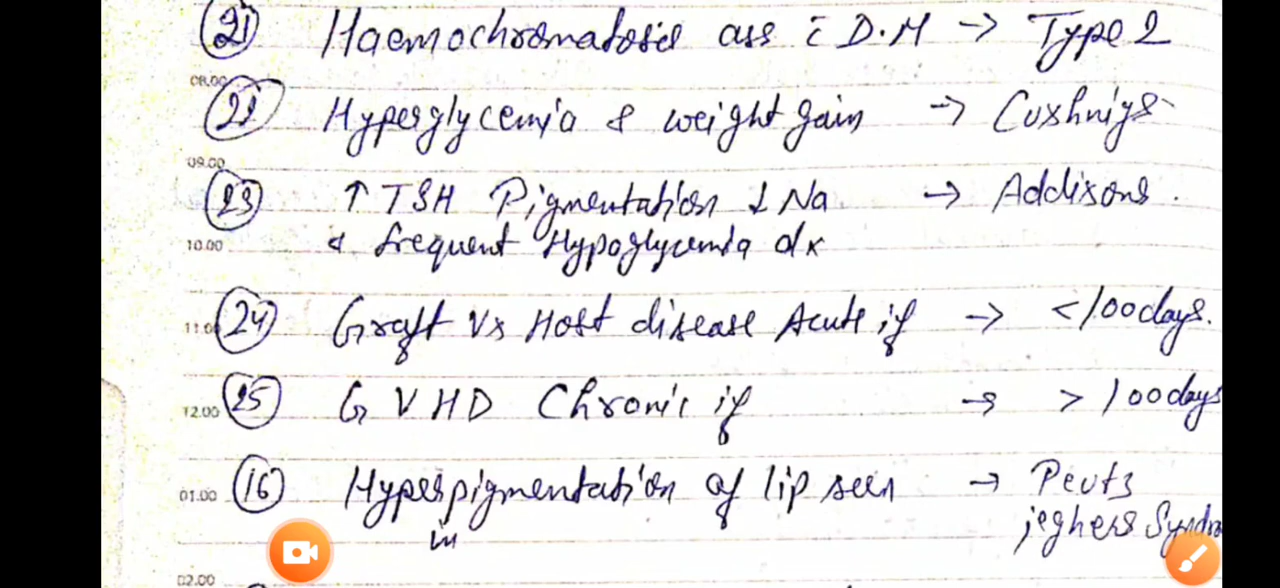 21 Haemochromatosis ass c̄ D.M → Type 2
08.00
22 Hyperglycemia & weight gain → Cushnigs
09.00
23 ↑ TSH Pigmentation ↓ Na → Addisons.
10.00 & frequent Hypoglycemia dx
11.00 24 Graft Vs Host disease Acute if → <100days.
12.00 25 GVHD Chronic if → >100days
01.00 16 Hyperpigmentation of lip seen → Peutz
in jeghers Syndro
02.00